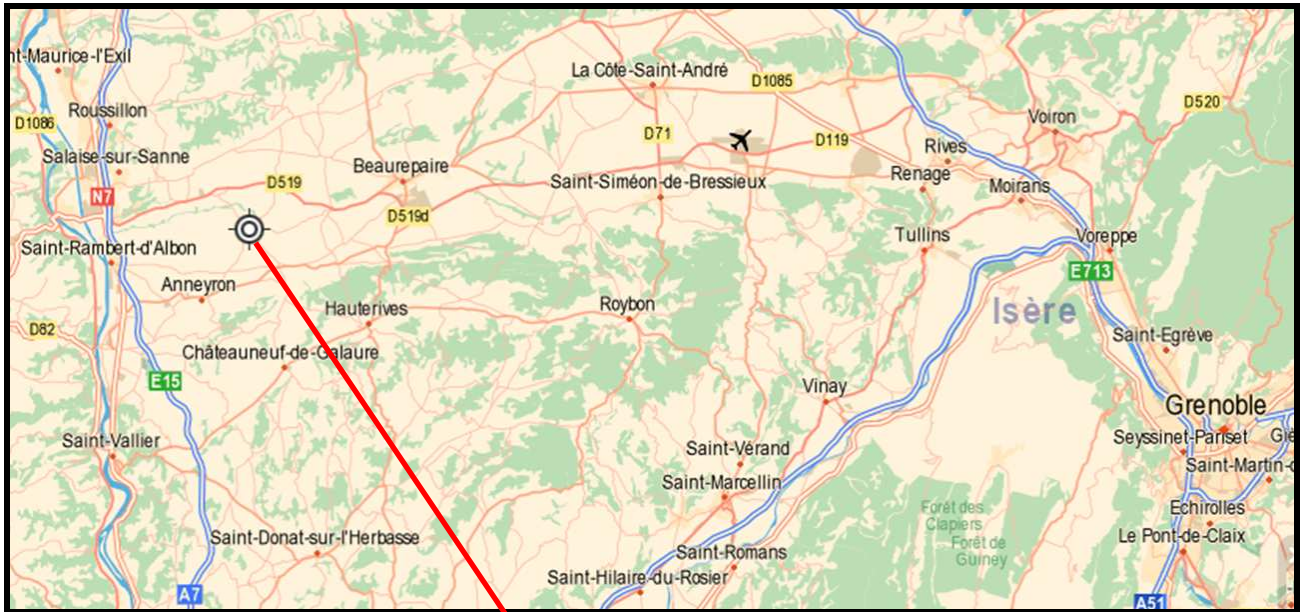 nt-Maurice-l'Exil
La Côte-Saint-André
D1085
D520
Roussillon
D1086
Voiron
D71
D119
Rives
Salaise-sur-Sanne
Beaurepaire
Renage
D519
Saint-Siméon-de-Bressieux
Moirans
N7
D519d
Tullins
Voreppe
Saint-Rambert-d'Albon
E713
Anneyron
Hauterives
Roybon
Isère
D82
Saint-Egrève
Châteauneuf-de-Galaure
E15
Vinay
Grenoble
Saint-Vallier
Saint-Vérand
Seyssinet-Pariset
Giè
Saint-Martin-d
Saint-Marcellin
Forêt des
Clapiers
Echirolles
Saint-Donat-sur-l'Herbasse
Forêt de
Guiney
Le Pont-de-Claix
Saint-Romans
Saint-Hilaire-du-Rosier
A7
A51